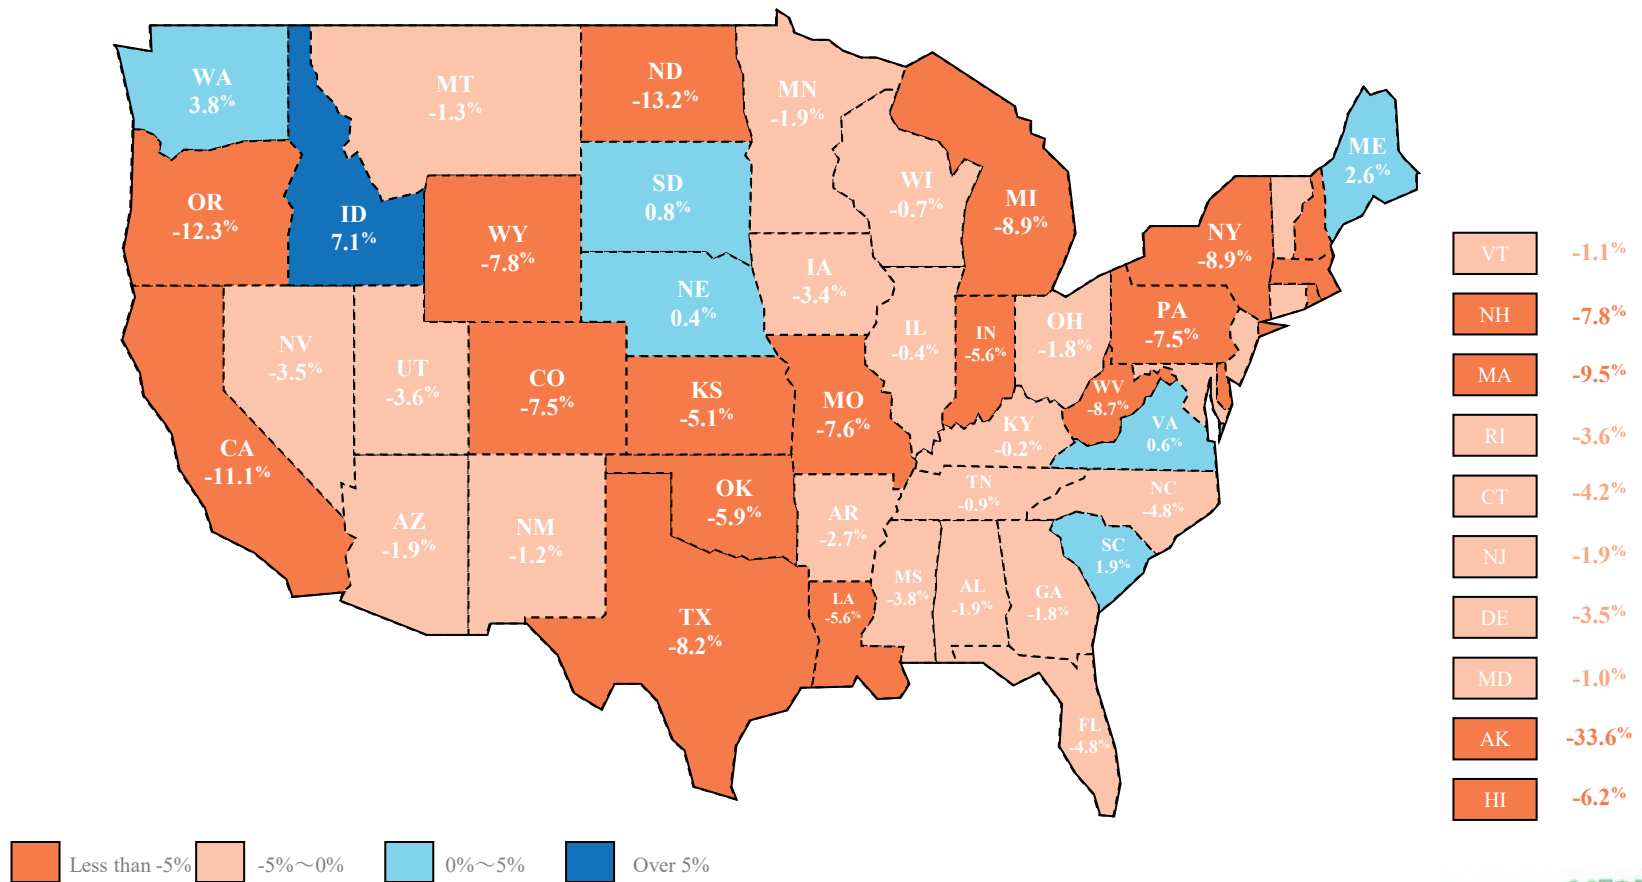 WA
3.8%
MT
-1.3%
ND
-13.2%
MN
-1.9%
ME
2.6%
OR
-12.3%
ID
7.1%
WY
-7.8%
SD
0.8%
WI
-0.7%
MI
-8.9%
NY
-8.9%
NE
0.4%
IA
-3.4%
PA
-7.5%
NV
-3.5%
UT
-3.6%
CO
-7.5%
KS
-5.1%
MO
-7.6%
IL
-0.4%
IN
-5.6%
OH
-1.8%
WV
-8.7%
VA
0.6%
KY
-0.2%
CA
-11.1%
AZ
-1.9%
NM
-1.2%
OK
-5.9%
AR
-2.7%
TN
-0.9%
NC
-4.8%
SC
1.9%
TX
-8.2%
LA
-5.6%
MS
-3.8%
AL
-1.9%
GA
-1.8%
FL
-4.8%
VT -1.1%
NH -7.8%
MA -9.5%
RI -3.6%
CT -4.2%
NJ -1.9%
DE -3.5%
MD -1.0%
AK -33.6%
HI -6.2%
Less than -5% -5%～0% 0%～5% Over 5%